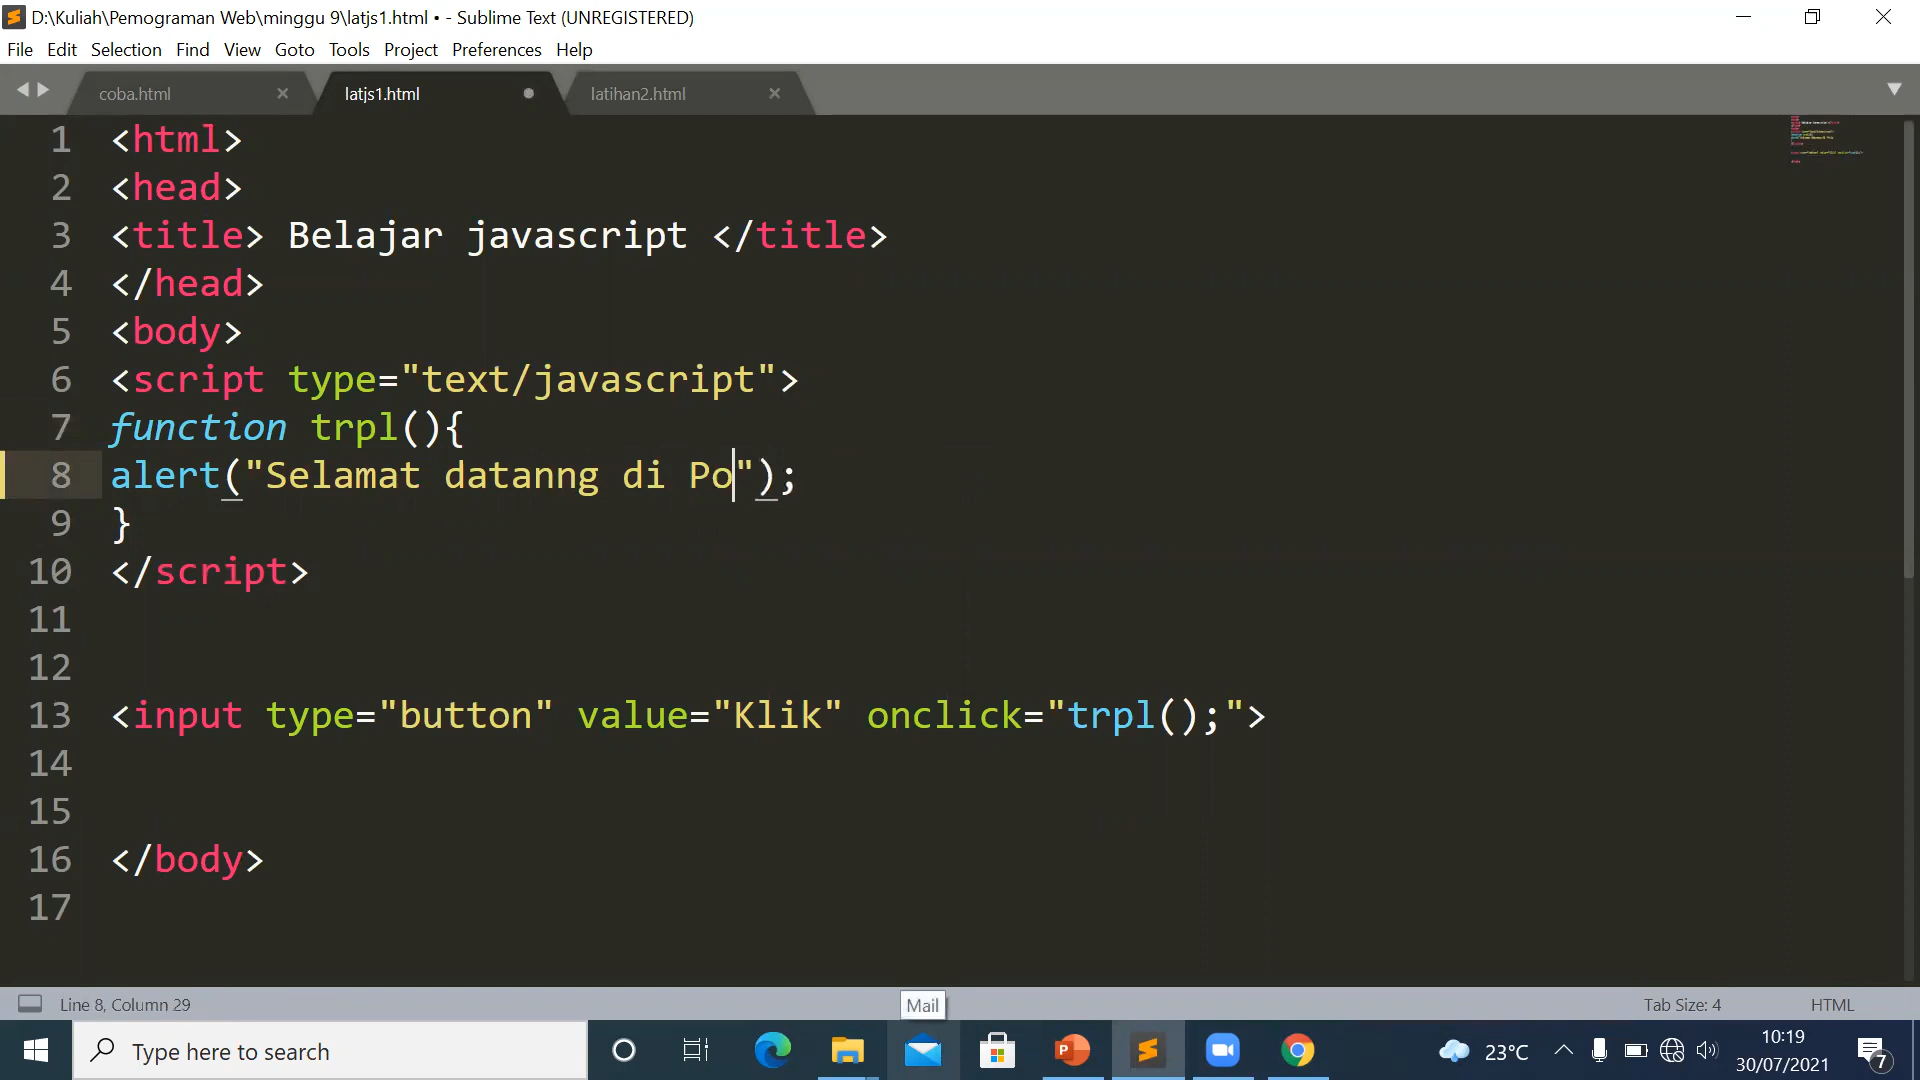 D:\Kuliah\Pemograman Web\minggu 9\latjs1.html • - Sublime Text (UNREGISTERED)
File Edit Selection Find View Goto Tools Project Preferences Help
coba.html latjs1.html latihan2.html
1 <html>
2 <head>
3 <title> Belajar javascript </title>
4 </head>
5 <body>
6 <script type="text/javascript">
7 function trpl(){
8 alert("Selamat datanng di Po");
9 }
10 </script>
11
12
13 <input type="button" value="Klik" onclick="trpl();">
14
15
16 </body>
17
Line 8, Column 29 Mail Tab Size: 4 HTML
Type here to search 23°C 10:19
30/07/2021 7